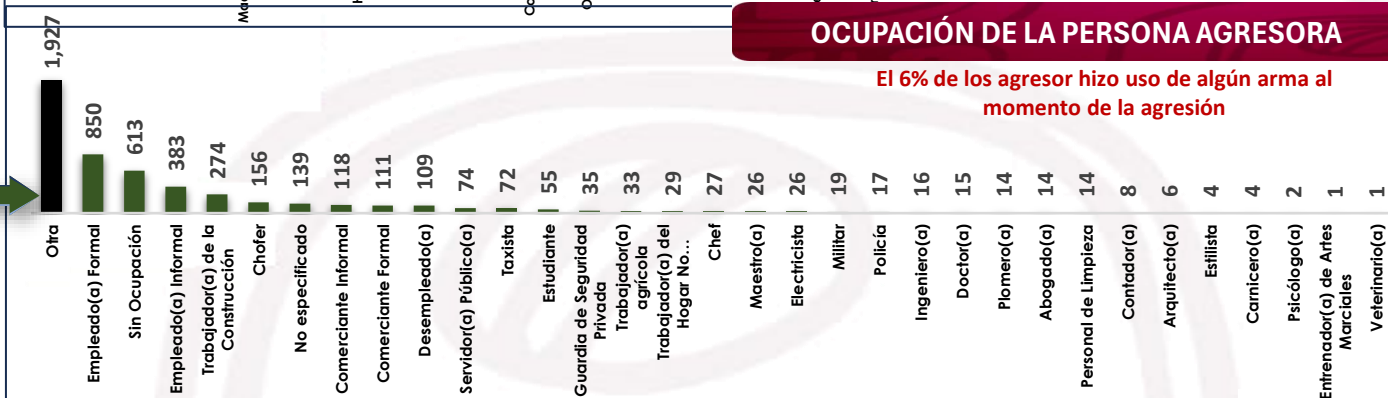 OCUPACIÓN DE LA PERSONA AGRESORA
El 6% de los agresor hizo uso de algún arma al
momento de la agresión
1,927
850
613
383
274
156
139
118
111
109
74
72
55
35
33
29
27
26
26
19
17
16
15
14
14
14
8
6
4
4
2
1
1
Otra
Empleado(a) Formal
Sin Ocupación
Empleado(a) Informal
Trabajador(a) de la
Construcción
Chofer
No especificado
Comerciante Informal
Comerciante Formal
Desempleado(a)
Servidor(a) Público(a)
Taxista
Estudiante
Guardia de Seguridad
Privada
Trabajador(a)
agrícola
Trabajador(a) del
Hogar No...
Chef
Maestro(a)
Electricista
Militar
Policía
Ingeniero(a)
Doctor(a)
Plomero(a)
Abogado(a)
Personal de Limpieza
Contador(a)
Arquitecto(a)
Estilista
Carnicero(a)
Psicólogo(a)
Entrenador(a) de Artes
Marciales
Veterinario(a)